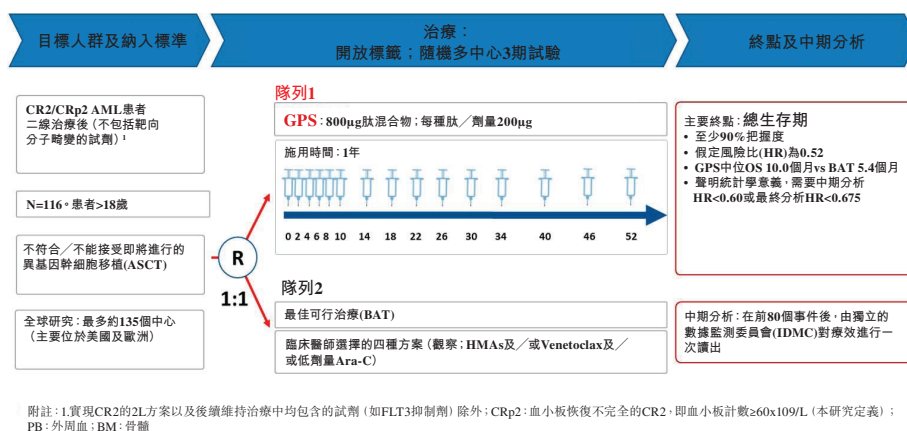 目標人群及納入標準
治療：
開放標籤；隨機多中心3期試驗
終點及中期分析
CR2/CRp2 AML患者
二線治療後（不包括靶向
分子畸變的試劑）1
N=116。患者>18歲
不符合／不能接受即將進行的
異基因幹細胞移植(ASCT)
全球研究：最多約135個中心
（主要位於美國及歐洲）
R
1:1
隊列1
GPS：800μg肽混合物；每種肽／劑量200μg
施用時間：1年
0 2 4 6 8 10 14 18 22 26 30 34 40 46 52
隊列2
最佳可行治療(BAT)
臨床醫師選擇的四種方案（觀察；HMAs及／或Venetoclax及／
或低劑量Ara-C）
主要終點：總生存期
• 至少90%把握度
• 假定風險比(HR)為0.52
• GPS中位OS 10.0個月vs BAT 5.4個月
• 聲明統計學意義，需要中期分析
HR<0.60或最終分析HR<0.675
中期分析：在前80個事件後，由獨立的
數據監測委員會(IDMC)對療效進行一
次讀出
附註：1.實現CR2的2L方案以及後續維持治療中均包含的試劑（如FLT3抑制劑）除外；CRp2：血小板恢復不完全的CR2，即血小板計數≥60x109/L（本研究定義）；
PB：外周血；BM：骨髓